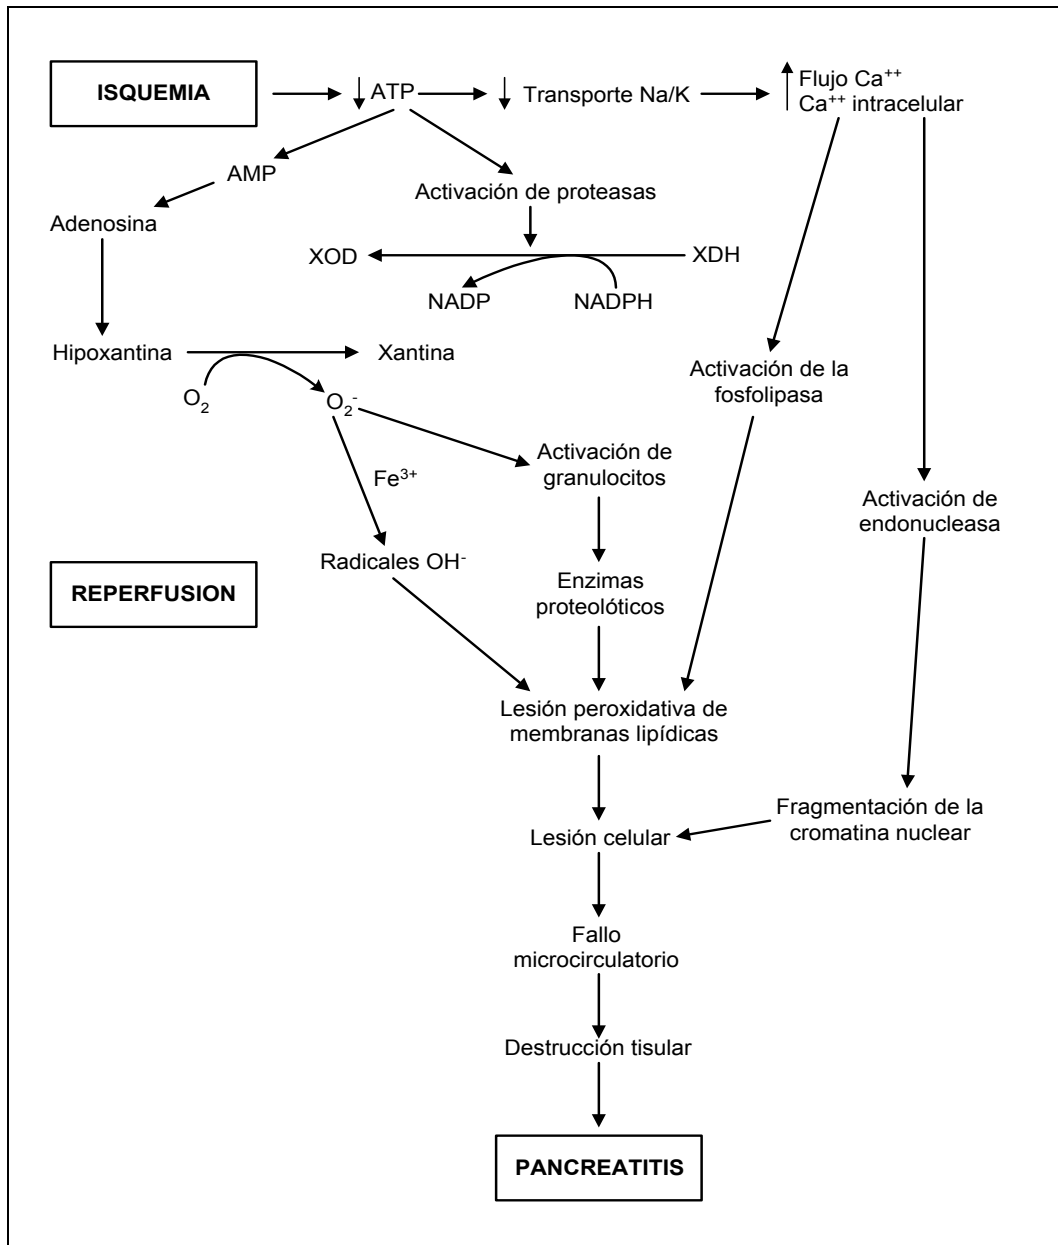 ISQUEMIA
ATP
Transporte Na/K
Flujo Ca⁺⁺
Ca⁺⁺ intracelular
AMP
Activación de proteasas
Adenosina
XOD
XDH
NADP
NADPH
Hipoxantina
Xantina
O₂
O₂⁻
Activación de la
fosfolipasa
Activación de
granulocitos
Fe³⁺
Activación de
endonucleasa
Radicales OH⁻
REPERFUSION
Enzimas
proteolóticos
Lesión peroxidativa de
membranas lipídicas
Fragmentación de la
cromatina nuclear
Lesión celular
Fallo
microcirculatorio
Destrucción tisular
PANCREATITIS